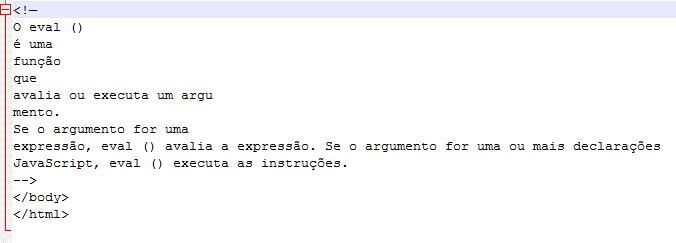 <!—
O eval ()
é uma
função
que
avalia ou executa um argu
mento.
Se o argumento for uma
expressão, eval () avalia a expressão. Se o argumento for uma ou mais declarações
JavaScript, eval () executa as instruções.
-->
</body>
</html>